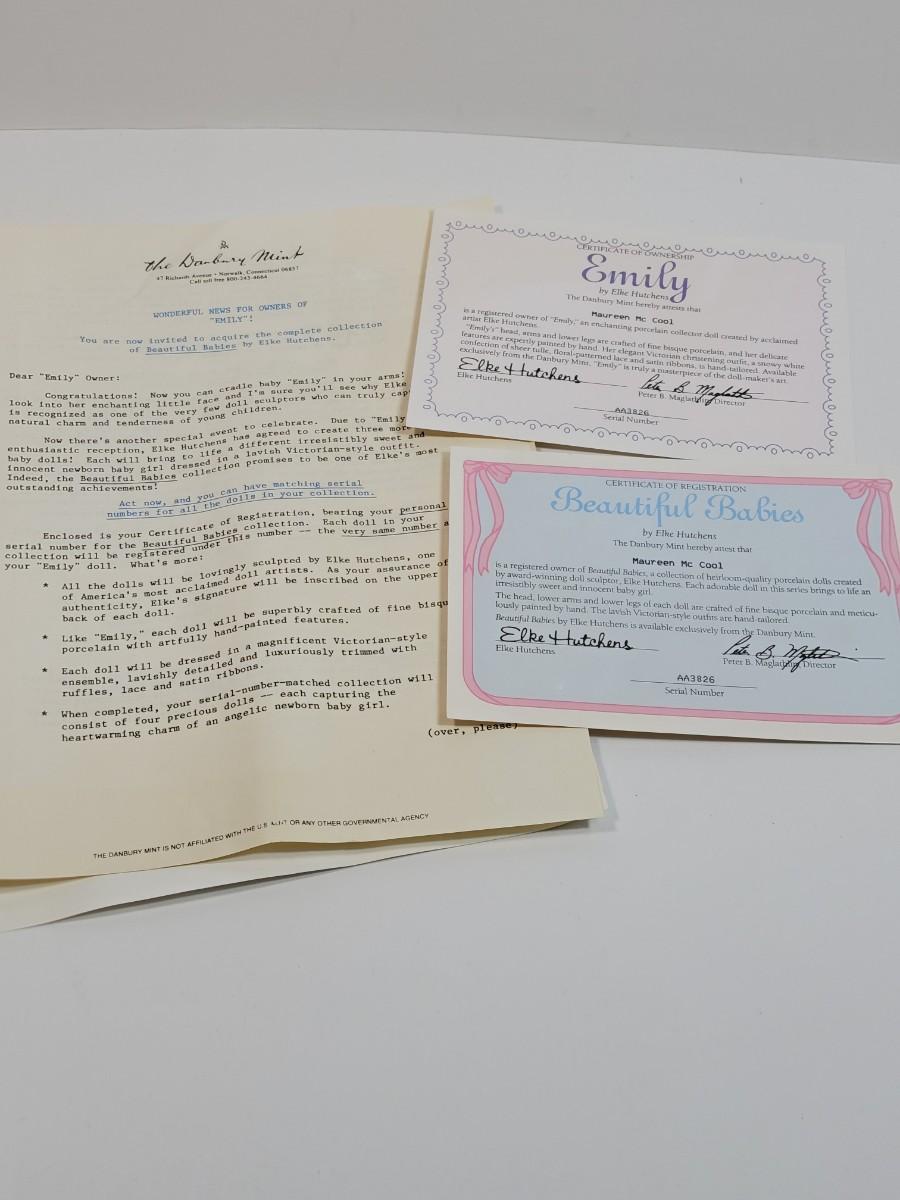 the Danbury Mint
47 Richards Avenue • Norwalk, Connecticut 06857
Call toll free 800-243-4664
WONDERFUL NEWS FOR OWNERS OF
"EMILY"!
You are now invited to acquire the complete collection
of Beautiful Babies by Elke Hutchens.
Dear "Emily" Owner:
Congratulations! Now you can cradle baby "Emily" in your arms!
look into her enchanting little face and I'm sure you'll see why Elke
is recognized as one of the very few doll sculptors who can truly cap
natural charm and tenderness of young children.
Now there's another special event to celebrate. Due to "Emily
enthusiastic reception, Elke Hutchens has agreed to create three more
baby dolls! Each will bring to life a different irresistibly sweet and
innocent newborn baby girl dressed in a lavish Victorian-style outfit.
Indeed, the Beautiful Babies collection promises to be one of Elke's most
outstanding achievements!
Act now, and you can have matching serial
numbers for all the dolls in your collection.
Enclosed is your Certificate of Registration, bearing your personal
serial number for the Beautiful Babies collection. Each doll in your
collection will be registered under this number -- the very same number a
your "Emily" doll. What's more:
* All the dolls will be lovingly sculpted by Elke Hutchens, one
of America's most acclaimed doll artists. As your assurance of
authenticity, Elke's signature will be inscribed on the upper
back of each doll.
* Like "Emily," each doll will be superbly crafted of fine bisqu
porcelain with artfully hand-painted features.
* Each doll will be dressed in a magnificent Victorian-style
ensemble, lavishly detailed and luxuriously trimmed with
ruffles, lace and satin ribbons.
* When completed, your serial-number-matched collection will
consist of four precious dolls -- each capturing the
heartwarming charm of an angelic newborn baby girl.
(over, please)
THE DANBURY MINT IS NOT AFFILIATED WITH THE U.S. MINT OR ANY OTHER GOVERNMENTAL AGENCY
CERTIFICATE OF OWNERSHIP
Emily
by Elke Hutchens
The Danbury Mint hereby attests that
Maureen Mc Cool
is a registered owner of "Emily," an enchanting porcelain collector doll created by acclaimed
artist Elke Hutchens.
"Emily's" head, arms and lower legs are crafted of fine bisque porcelain, and her delicate
features are expertly painted by hand. Her elegant Victorian christening outfit, a snowy white
confection of sheer tulle, floral-patterned lace and satin ribbons, is hand-tailored. Available
exclusively from the Danbury Mint, "Emily" is truly a masterpiece of the doll-maker's art.
Elke Hutchens
Elke Hutchens
Peter B. Maglathlin
Peter B. Maglathlin, Director
AA3826
Serial Number
CERTIFICATE OF REGISTRATION
Beautiful Babies
by Elke Hutchens
The Danbury Mint hereby attests that
Maureen Mc Cool
is a registered owner of Beautiful Babies, a collection of heirloom-quality porcelain dolls created
by award-winning doll sculptor, Elke Hutchens. Each adorable doll in this series brings to life an
irresistibly sweet and innocent baby girl.
The head, lower arms and lower legs of each doll are crafted of fine bisque porcelain and meticu-
lously painted by hand. The lavish Victorian-style outfits are hand-tailored.
Beautiful Babies by Elke Hutchens is available exclusively from the Danbury Mint.
Elke Hutchens
Elke Hutchens
Peter B. Maglathlin
Peter B. Maglathlin, Director
AA3826
Serial Number